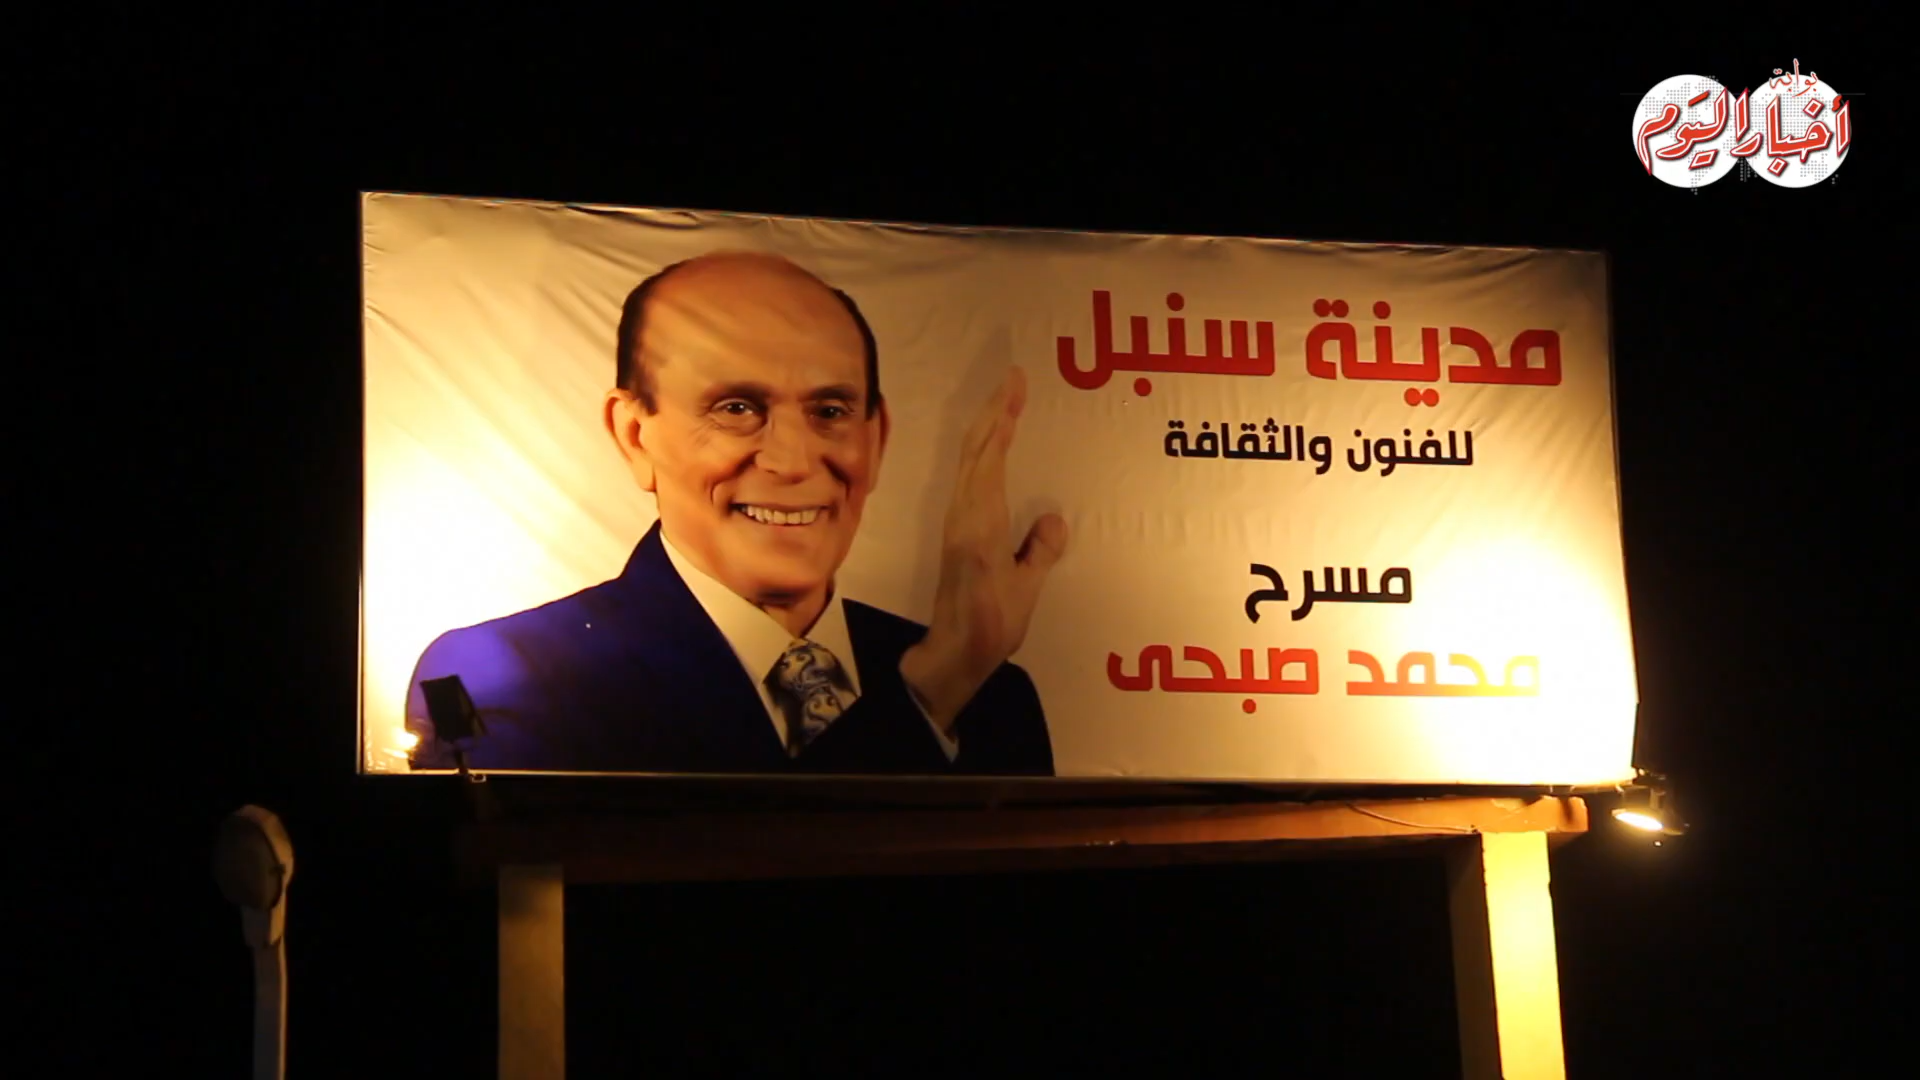 بوابة
أخبار اليوم
مدينة سنبل
للفنون والثقافة
مسرح
محمد صبحى